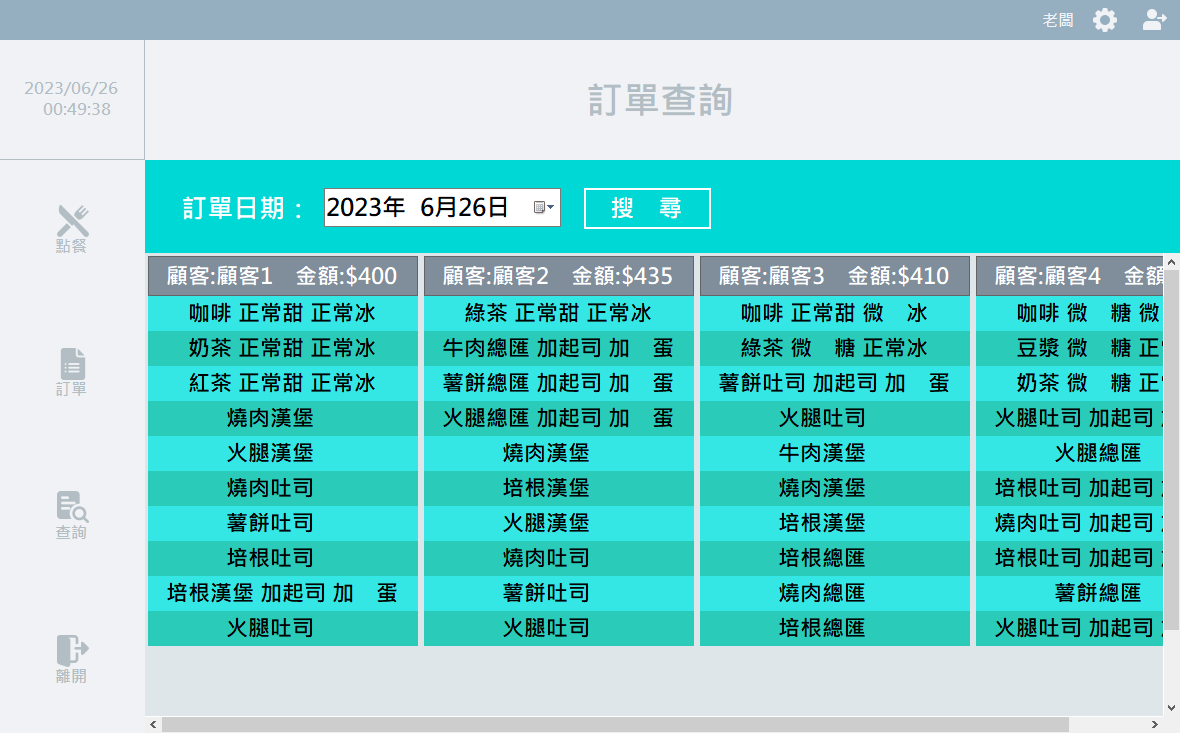 老闆
2023/06/26
00:49:38
訂單查詢
點餐
訂單
查詢
離開
訂單日期：
2023年 6月26日
搜 尋
顧客:顧客1 金額:$400
咖啡 正常甜 正常冰
奶茶 正常甜 正常冰
紅茶 正常甜 正常冰
燒肉漢堡
火腿漢堡
燒肉吐司
薯餅吐司
培根吐司
培根漢堡 加起司 加 蛋
火腿吐司
顧客:顧客2 金額:$435
綠茶 正常甜 正常冰
牛肉總匯 加起司 加 蛋
薯餅總匯 加起司 加 蛋
火腿總匯 加起司 加 蛋
燒肉漢堡
培根漢堡
火腿漢堡
燒肉吐司
薯餅吐司
火腿吐司
顧客:顧客3 金額:$410
咖啡 正常甜 微 冰
綠茶 微 糖 正常冰
薯餅吐司 加起司 加 蛋
火腿吐司
牛肉漢堡
燒肉漢堡
培根漢堡
培根總匯
燒肉總匯
培根總匯
顧客:顧客4 金額
咖啡 微 糖 微
豆漿 微 糖 正
奶茶 微 糖 正
火腿吐司 加起司
火腿總匯
培根吐司 加起司
燒肉吐司 加起司
培根吐司 加起司
薯餅總匯
火腿吐司 加起司